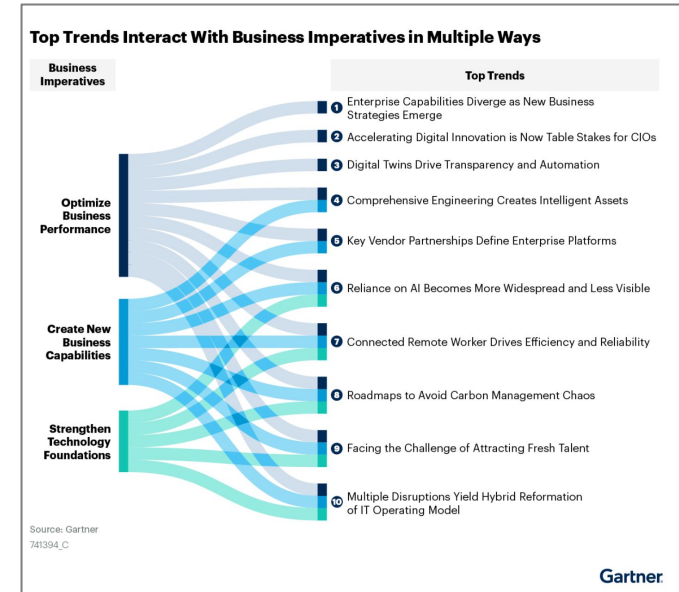 Top Trends Interact With Business Imperatives in Multiple Ways
Business
Imperatives
Top Trends
Optimize
Business
Performance
Create New
Business
Capabilities
Strengthen
Technology
Foundations
1 Enterprise Capabilities Diverge as New Business
Strategies Emerge
2 Accelerating Digital Innovation is Now Table Stakes for CIOs
3 Digital Twins Drive Transparency and Automation
4 Comprehensive Engineering Creates Intelligent Assets
5 Key Vendor Partnerships Define Enterprise Platforms
6 Reliance on AI Becomes More Widespread and Less Visible
7 Connected Remote Worker Drives Efficiency and Reliability
8 Roadmaps to Avoid Carbon Management Chaos
9 Facing the Challenge of Attracting Fresh Talent
10 Multiple Disruptions Yield Hybrid Reformation
of IT Operating Model
Source: Gartner
741394_C
Gartner